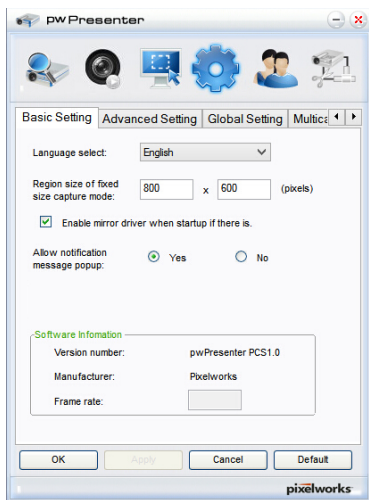 pwPresenter
Basic Setting Advanced Setting Global Setting Multica
Language select: English
Region size of fixed size capture mode: 800 x 600 (pixels)
Enable mirror driver when startup if there is.
Allow notification message popup: Yes No
Software Infomation
Version number: pwPresenter PCS1.0
Manufacturer: Pixelworks
Frame rate:
OK Apply Cancel Default
pixelworks